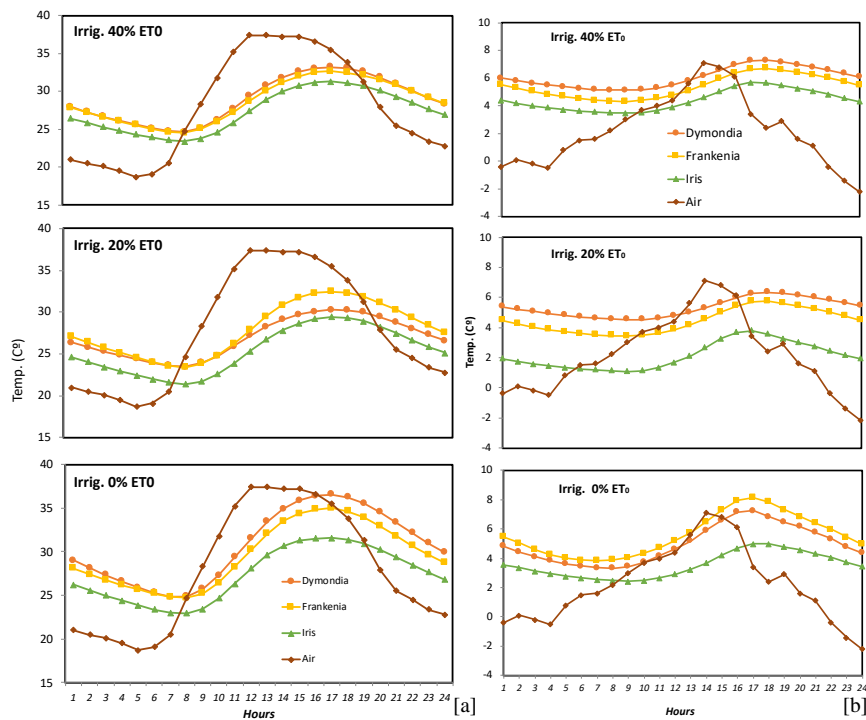 Irrig. 40% ET0
40
35
30
25
20
15
Irrig. 40% ET₀
10
8
6
4
2
0
-2
-4
Dymondia
Frankenia
Iris
Air
Irrig. 20% ET0
40
35
30
25
20
15
Temp. (Cº)
Irrig. 20% ET₀
10
8
6
4
2
0
-2
-4
Temp. (Cº)
Irrig. 0% ET0
40
35
30
25
20
15
Dymondia
Frankenia
Iris
Air
1 2 3 4 5 6 7 8 9 10 11 12 13 14 15 16 17 18 19 20 21 22 23 24
Hours
[a]
Irrig. 0% ET₀
10
8
6
4
2
0
-2
-4
1 2 3 4 5 6 7 8 9 10 11 12 13 14 15 16 17 18 19 20 21 22 23 24
Hours
[b]